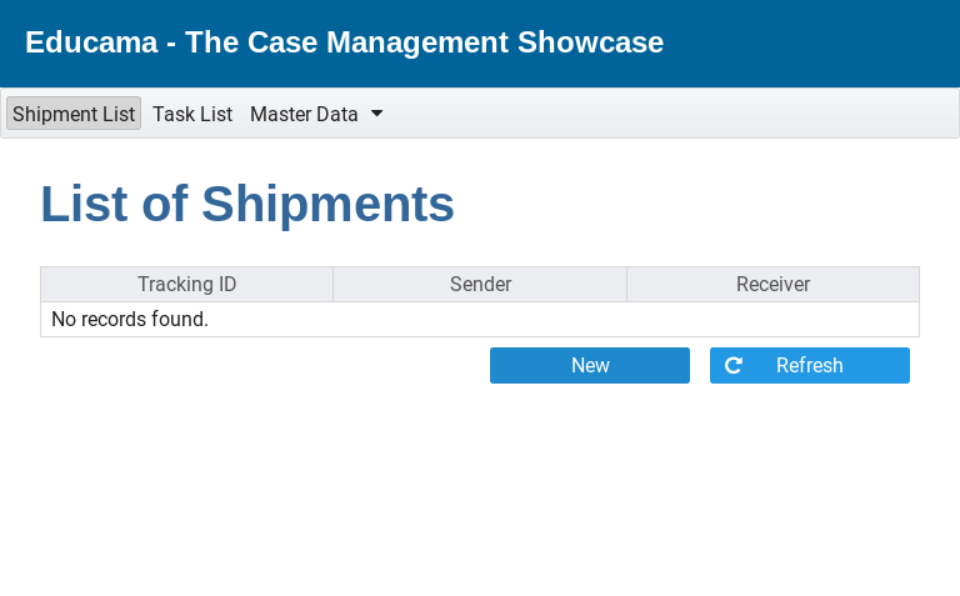 Educama - The Case Management Showcase
Shipment List Task List Master Data
List of Shipments
Tracking ID Sender Receiver
No records found.
New Refresh